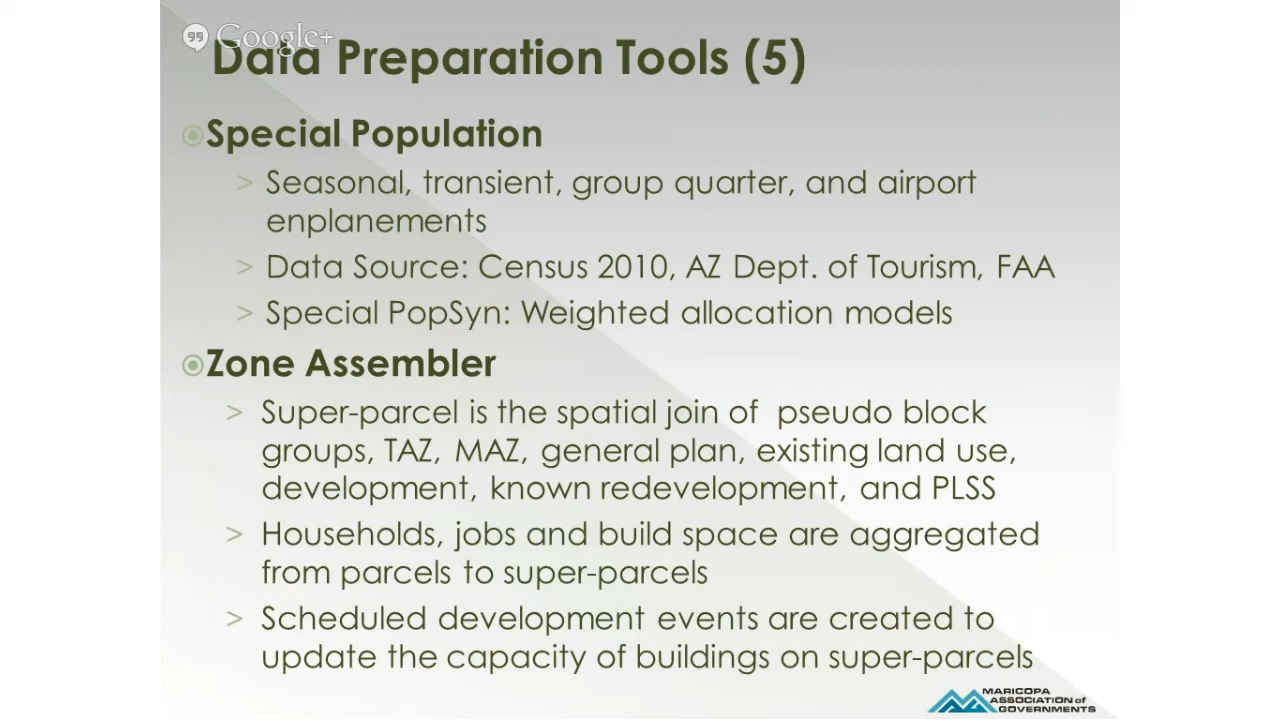 Google+
Data Preparation Tools (5)
Special Population
> Seasonal, transient, group quarter, and airport
enplanements
> Data Source: Census 2010, AZ Dept. of Tourism, FAA
> Special PopSyn: Weighted allocation models
Zone Assembler
> Super-parcel is the spatial join of pseudo block
groups, TAZ, MAZ, general plan, existing land use,
development, known redevelopment, and PLSS
> Households, jobs and build space are aggregated
from parcels to super-parcels
> Scheduled development events are created to
update the capacity of buildings on super-parcels
MARICOPA
ASSOCIATION of
GOVERNMENTS